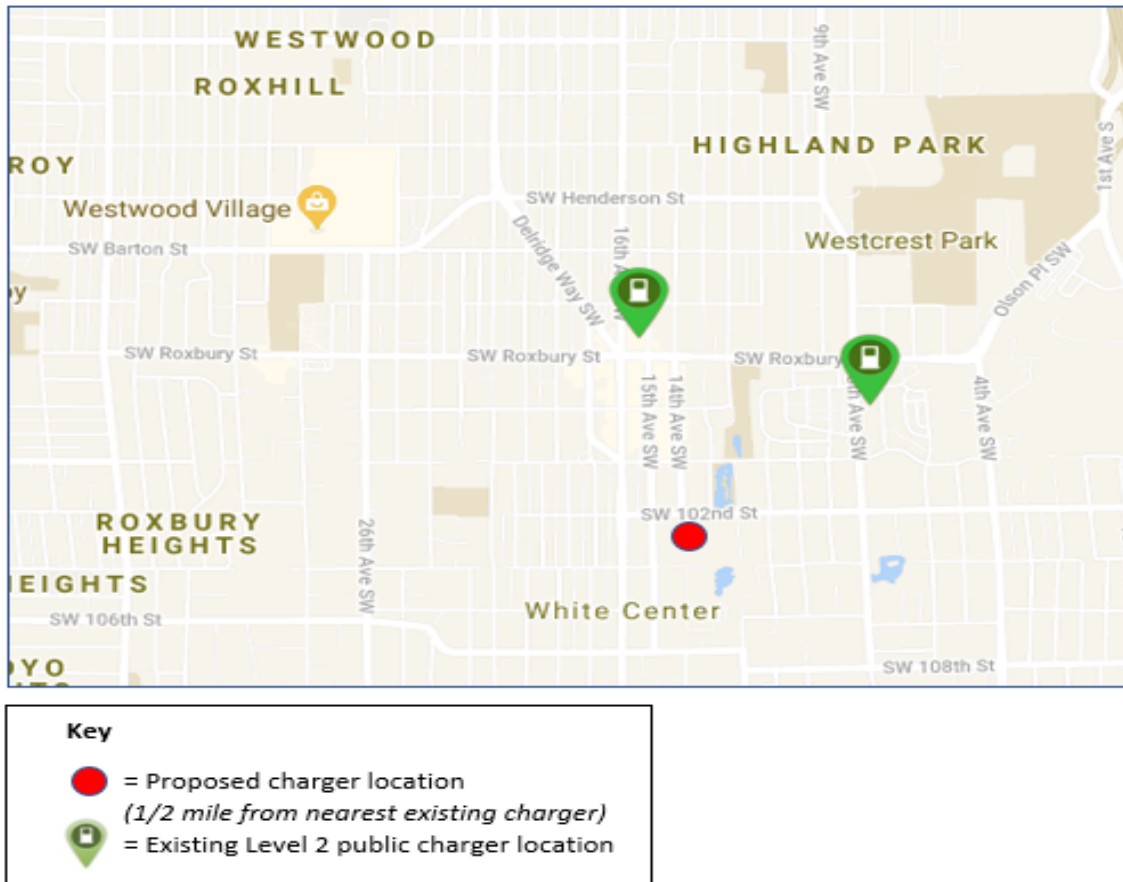 WESTWOOD
9th Ave SW
ROXHILL
1st Ave S
HIGHLAND PARK
ROY
SW Henderson St
Westwood Village
Delridge Way SW
16th A
W
Westcrest Park
SW Barton St
Olson Pl SW
SW Roxbury St
SW Roxbury St
SW Roxbury
15th Ave SW
14th Ave SW
Ave SW
4th Ave SW
SW 102nd St
ROXBURY
HEIGHTS
26th Ave SW
HEIGHTS
White Center
SW 106th St
SW 108th St
OYO
Key
= Proposed charger location
(1/2 mile from nearest existing charger)
= Existing Level 2 public charger location